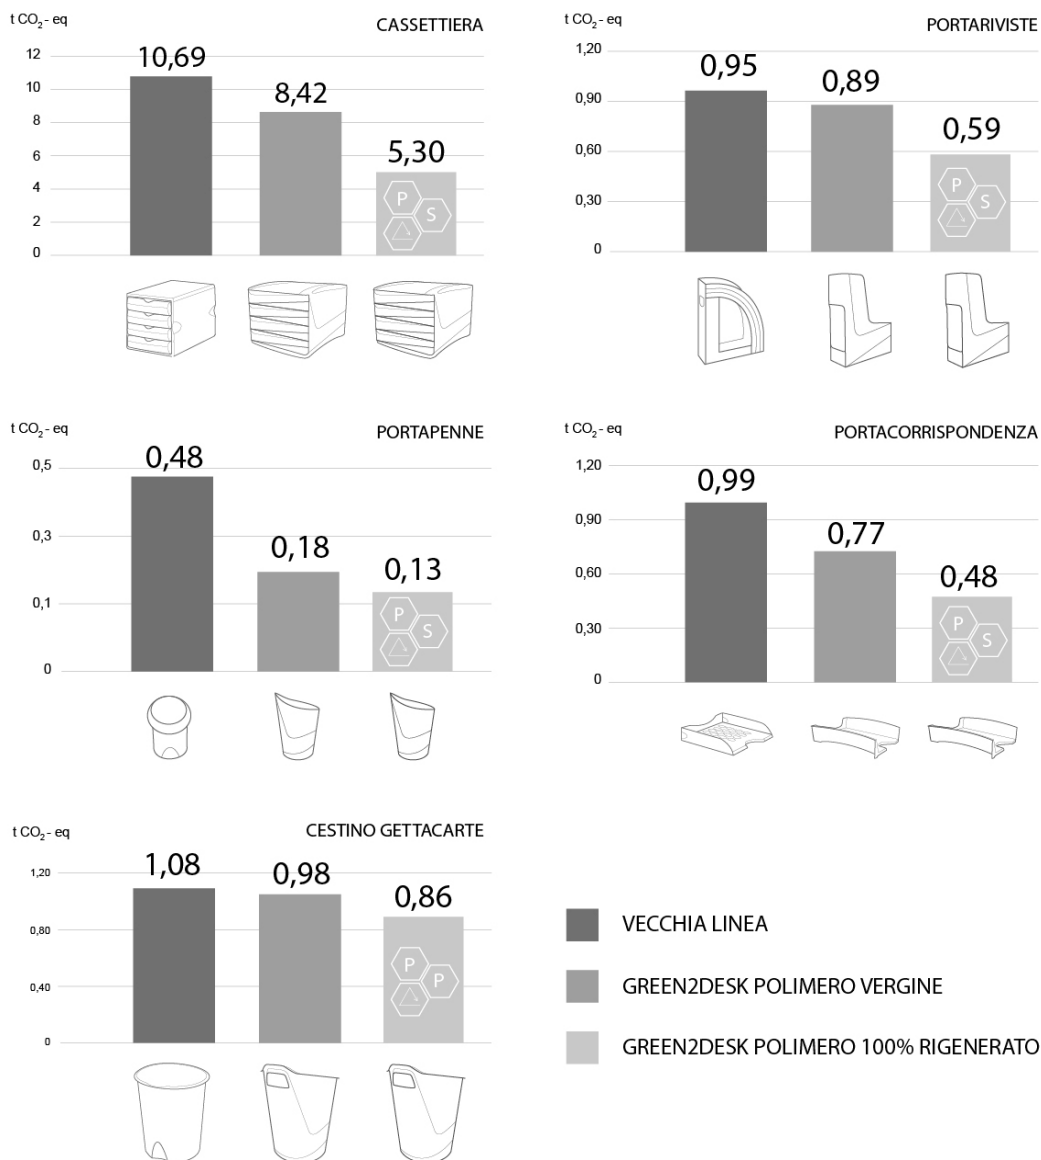 t CO₂- eq
CASSETTIERA
12
10
8
6
4
2
0
10,69
8,42
5,30
P
S
t CO₂- eq
PORTARIVISTE
1,20
0,90
0,60
0,30
0
0,95
0,89
0,59
P
S
t CO₂- eq
PORTAPENNE
0,5
0,3
0,1
0
0,48
0,18
0,13
P
S
t CO₂- eq
PORTACORRISPONDENZA
1,20
0,90
0,60
0,30
0
0,99
0,77
0,48
P
S
t CO₂- eq
CESTINO GETTACARTE
1,20
0,80
0,40
0
1,08
0,98
0,86
P
P
VECCHIA LINEA
GREEN2DESK POLIMERO VERGINE
GREEN2DESK POLIMERO 100% RIGENERATO